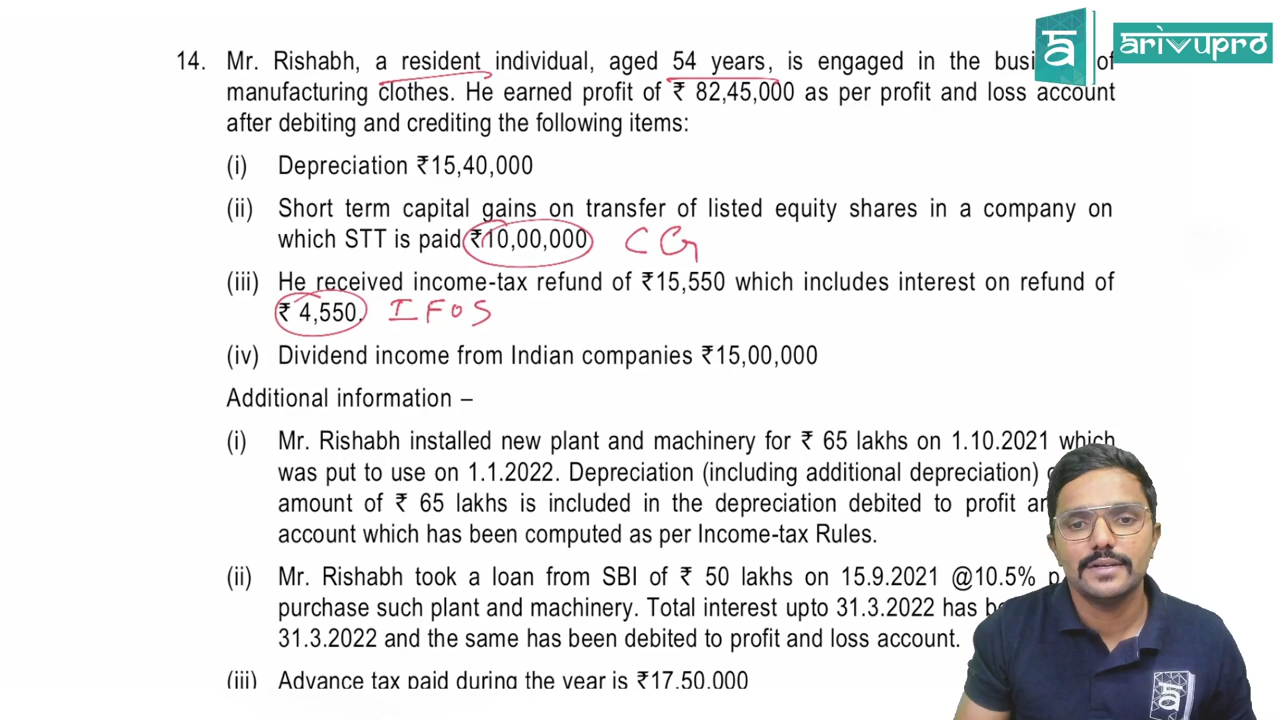 arivupro
14. Mr. Rishabh, a resident individual, aged 54 years, is engaged in the of
manufacturing clothes. He earned profit of ₹ 82,45,000 as per profit and loss account
after debiting and crediting the following items:
(i) Depreciation ₹15,40,000
(ii) Short term capital gains on transfer of listed equity shares in a company on
which STT is paid ₹10,00,000 CG
(iii) He received income-tax refund of ₹15,550 which includes interest on refund of
₹ 4,550. IFOS
(iv) Dividend income from Indian companies ₹15,00,000
Additional information –
(i) Mr. Rishabh installed new plant and machinery for ₹ 65 lakhs on 1.10.2021 which
was put to use on 1.1.2022. Depreciation (including additional depreciation)
amount of ₹ 65 lakhs is included in the depreciation debited to profit
account which has been computed as per Income-tax Rules.
(ii) Mr. Rishabh took a loan from SBI of ₹ 50 lakhs on 15.9.2021 @10.5%
purchase such plant and machinery. Total interest upto 31.3.2022 has
31.3.2022 and the same has been debited to profit and loss account.
(iii) Advance tax paid during the year is ₹17,50,000